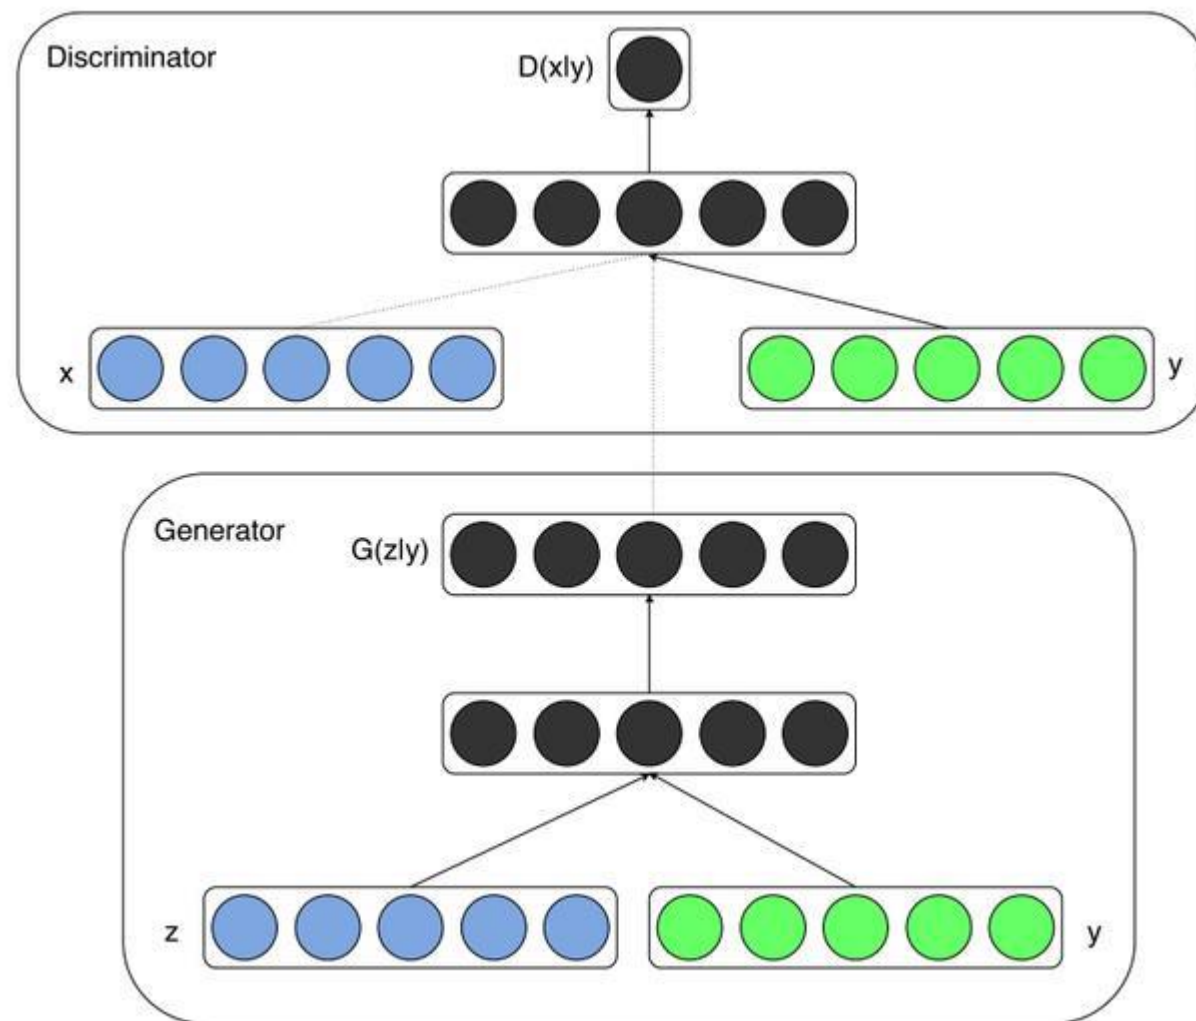 Discriminator
D(x|y)
x
y
Generator
G(z|y)
z
y